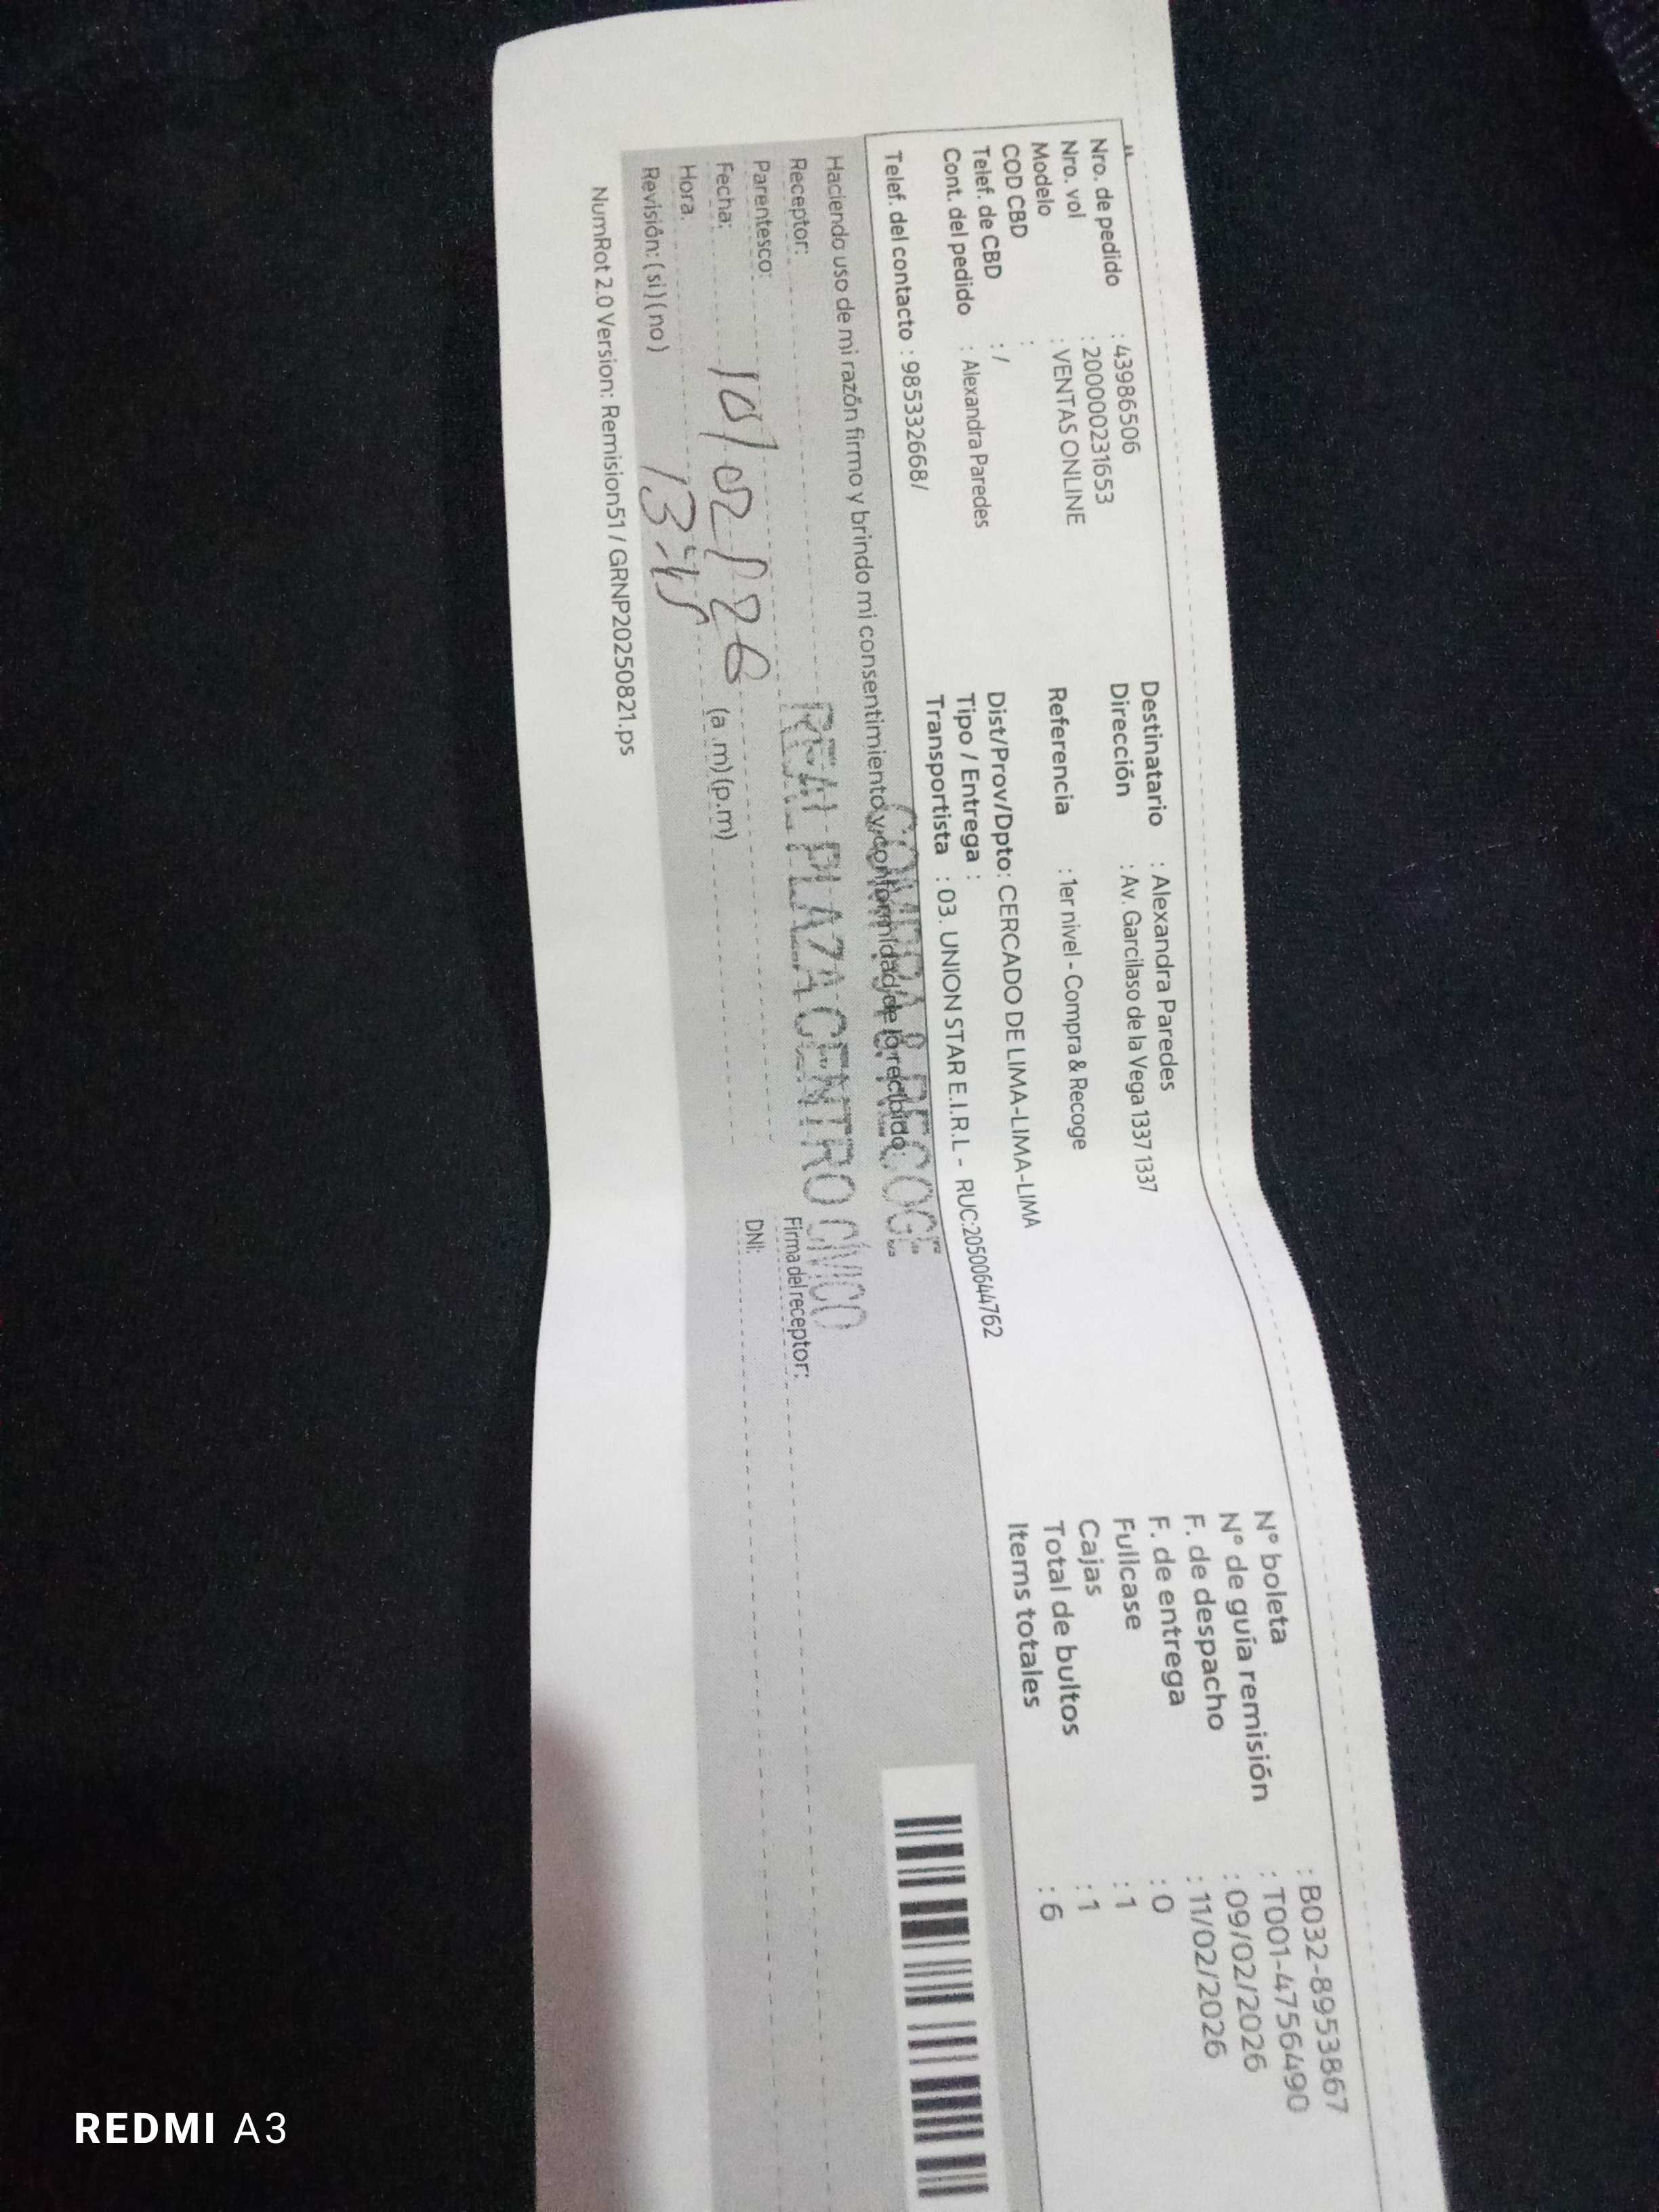 Nro. de pedido : 43986506
Nro. vol : 2000000231653
Modelo : VENTAS ONLINE
COD CBD :
Telef. de CBD : /
Cont. del pedido : Alexandra Paredes
Telef. del contacto : 985332668/
Destinatario : Alexandra Paredes
Dirección : Av. Garcilaso de la Vega 1337 1337
Referencia : 1er nivel - Compra & Recoge
Dist/Prov/Dpto: CERCADO DE LIMA-LIMA-LIMA
Tipo / Entrega :
Transportista : 03. UNION STAR E.I.R.L - RUC:20500644762
N° boleta : B032-8953867
N° de guía remisión : T001-4756490
F. de despacho : 09/02/2026
F. de entrega : 11/02/2026
Fullcase : 0
Cajas : 1
Total de bultos : 1
Items totales : 6
Haciendo uso de mi razón firmo y brindo mi consentimiento y conformidad de lo recibido:
COMPRA & RECOGE
REAL PLAZA CENTRO CIVICO
Receptor:
Firma del receptor:
Parentesco:
DNI:
Fecha: 10/02/26
Hora: 13:45 (a .m) (p.m)
Revisión: ( si ) ( no )
NumRot 2.0 Version: Remision51 / GRNP20250821.ps
REDMI A3